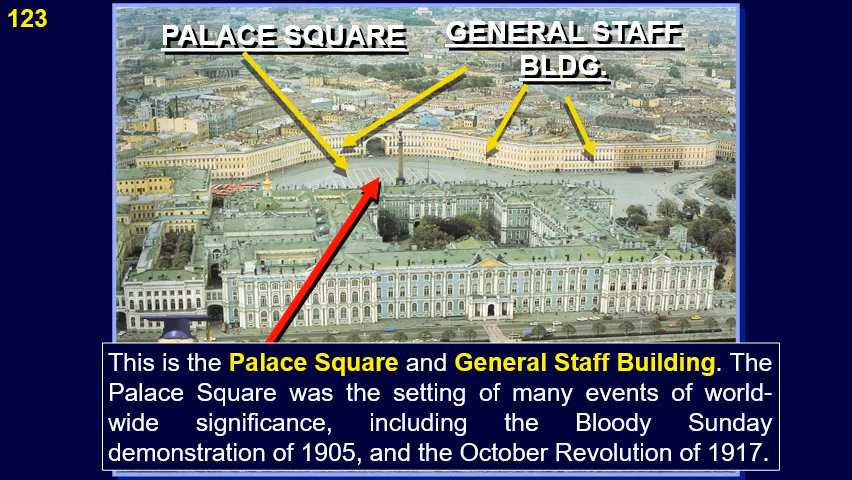 123
PALACE SQUARE
GENERAL STAFF
BLDG.
This is the Palace Square and General Staff Building. The
Palace Square was the setting of many events of world-
wide significance, including the Bloody Sunday
demonstration of 1905, and the October Revolution of 1917.